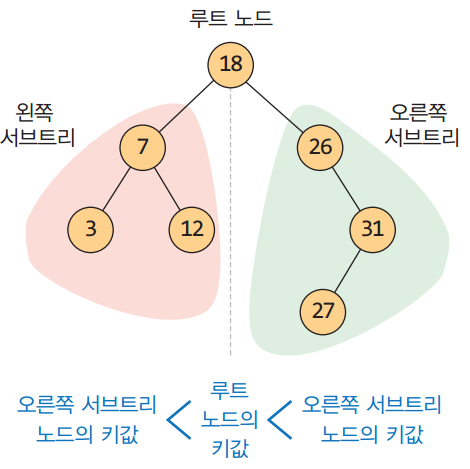 루트 노드
18
왼쪽
서브트리
오른쪽
서브트리
7
26
3
12
31
27
오른쪽 서브트리
노드의 키값
<
루트
노드의
키값
<
오른쪽 서브트리
노드의 키값